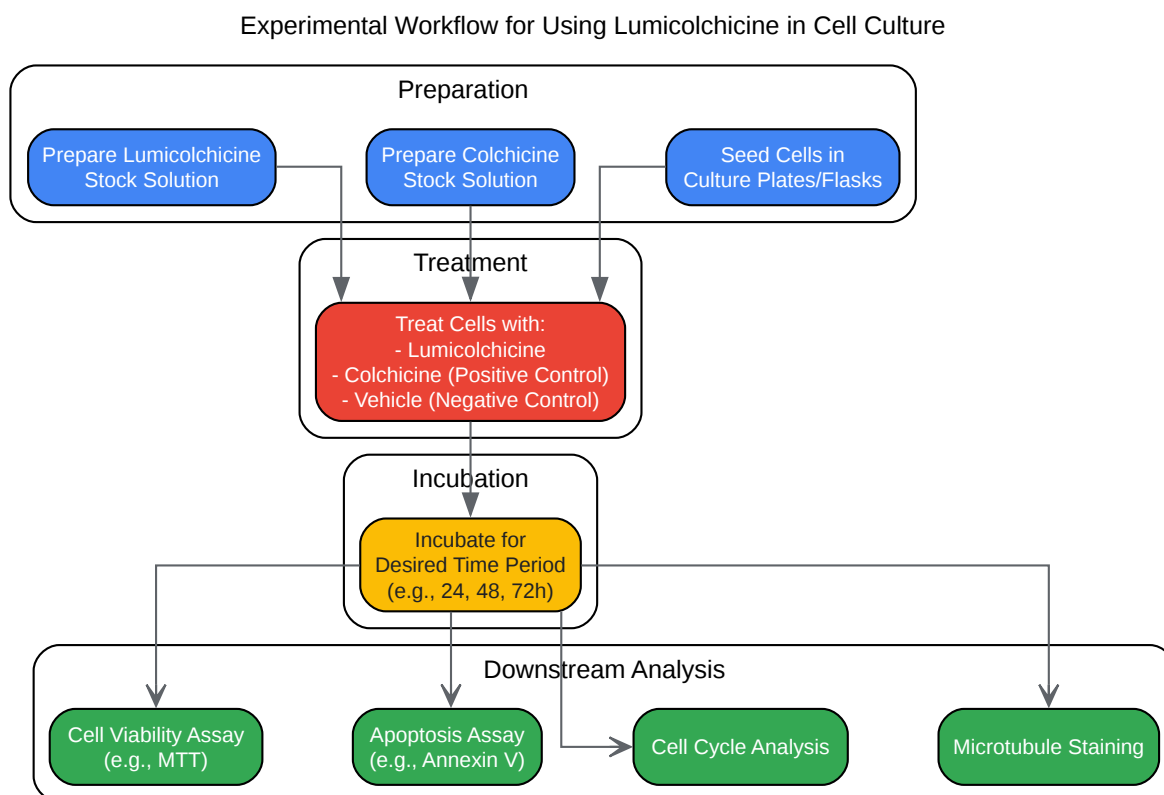 Experimental Workflow for Using Lumicolchicine in Cell Culture
Preparation
Prepare Lumicolchicine
Stock Solution
Prepare Colchicine
Stock Solution
Seed Cells in
Culture Plates/Flasks
Treatment
Treat Cells with:
- Lumicolchicine
- Colchicine (Positive Control)
- Vehicle (Negative Control)
Incubation
Incubate for
Desired Time Period
(e.g., 24, 48, 72h)
Downstream Analysis
Cell Viability Assay
(e.g., MTT)
Apoptosis Assay
(e.g., Annexin V)
Cell Cycle Analysis
Microtubule Staining